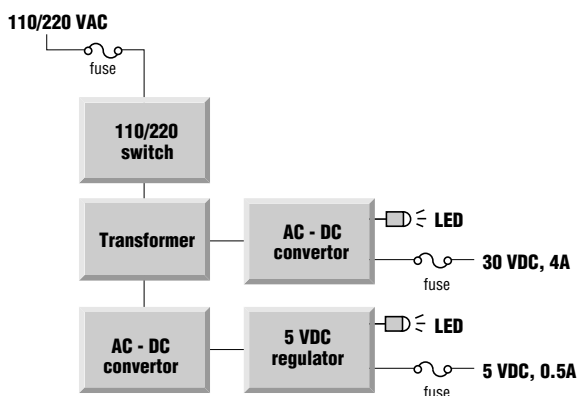 110/220 VAC
fuse
110/220
switch
Transformer
AC - DC
convertor
LED
30 VDC, 4A
fuse
AC - DC
convertor
5 VDC
regulator
LED
5 VDC, 0.5A
fuse